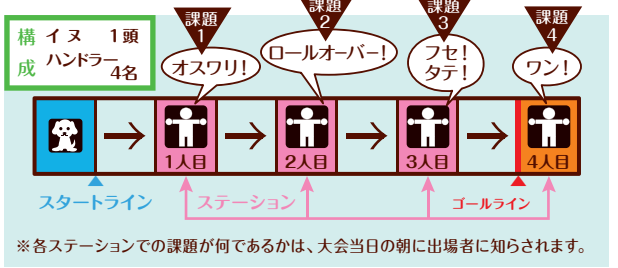 構成
イヌ 1頭
ハンドラー 4名
課題1
課題2
課題3
課題4
オスワリ!
ロールオーバー!
フセ!
タテ!
ワン!
1人目
2人目
3人目
4人目
スタートライン
ステーション
ゴールライン
※各ステーションでの課題が何であるかは、大会当日の朝に出場者に知らされます。